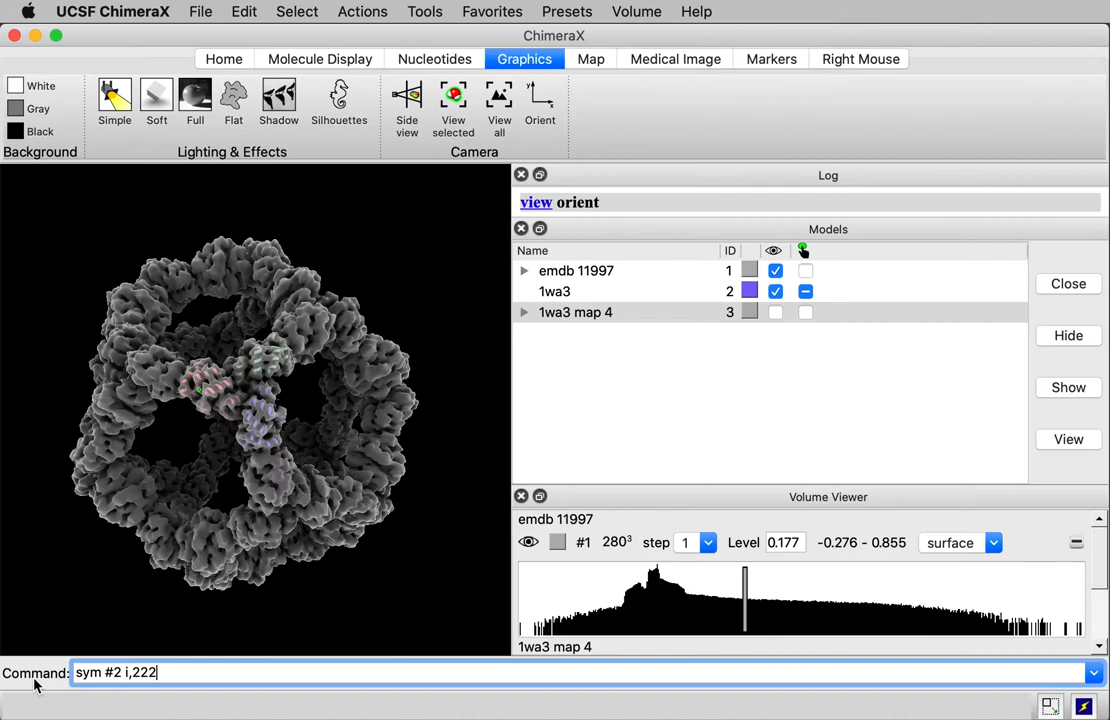 UCSF ChimeraX File Edit Select Actions Tools Favorites Presets Volume Help
ChimeraX
Home Molecule Display Nucleotides Graphics Map Medical Image Markers Right Mouse
White
Gray
Black
Background
Simple Soft Full Flat Shadow Silhouettes
Lighting & Effects
Side view
View selected
View all
Orient
Camera
Log
view orient
Models
Name ID
emdb 11997 1
1wa3 2
1wa3 map 4 3
Close
Hide
Show
View
Volume Viewer
emdb 11997
#1 280³ step 1 Level 0.177 -0.276 - 0.855 surface
1wa3 map 4
Command: sym #2 i,222